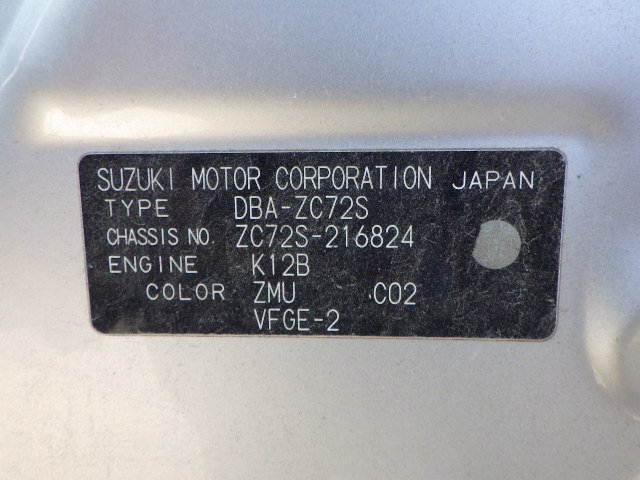 SUZUKI MOTOR CORPORATION JAPAN
TYPE DBA-ZC72S
CHASSIS NO. ZC72S-216824
ENGINE K12B
COLOR ZMU C02
VFGE-2